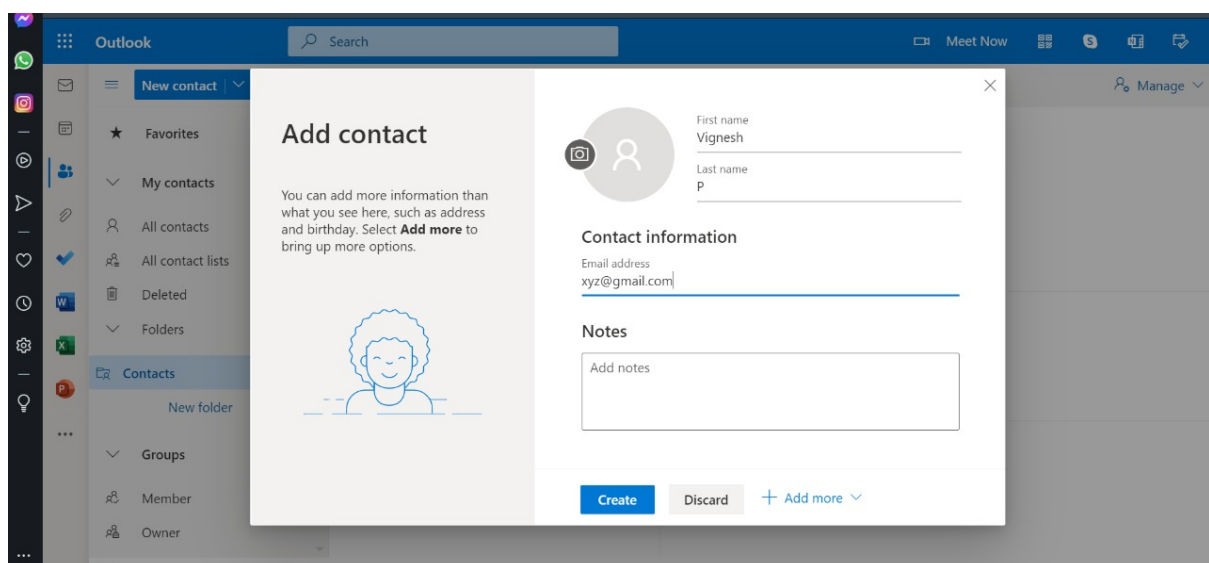 Outlook
Search
Meet Now
New contact
Manage
Favorites
My contacts
All contacts
All contact lists
Deleted
Folders
Contacts
New folder
Groups
Member
Owner
Add contact
You can add more information than
what you see here, such as address
and birthday. Select Add more to
bring up more options.
First name
Vignesh
Last name
P
Contact information
Email address
xyz@gmail.com
Notes
Add notes
Create
Discard
Add more